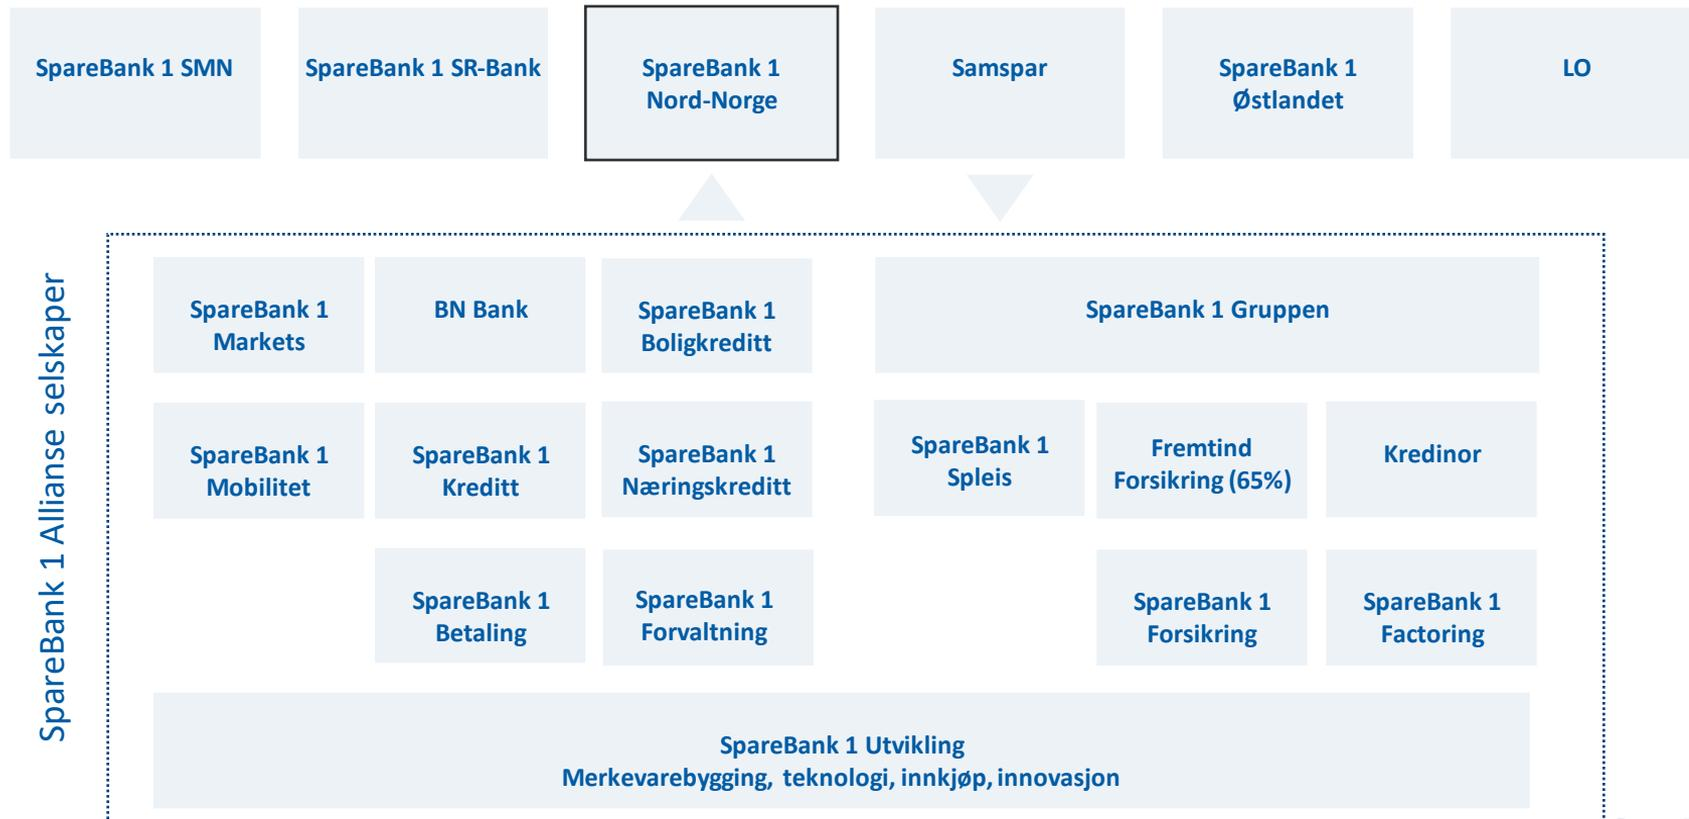 SpareBank 1 SMN
SpareBank 1 SR-Bank
SpareBank 1
Nord-Norge
Samspar
SpareBank 1
Østlandet
LO
SpareBank 1 Allianse selskaper
SpareBank 1
Markets
BN Bank
SpareBank 1
Boligkreditt
SpareBank 1 Gruppen
SpareBank 1
Mobilitet
SpareBank 1
Kreditt
SpareBank 1
Næringskreditt
SpareBank 1
Spleis
Fremtind
Forsikring (65%)
Kredinor
SpareBank 1
Betaling
SpareBank 1
Forvaltning
SpareBank 1
Forsikring
SpareBank 1
Factoring
SpareBank 1 Utvikling
Merkevarebygging, teknologi, innkjøp, innovasjon